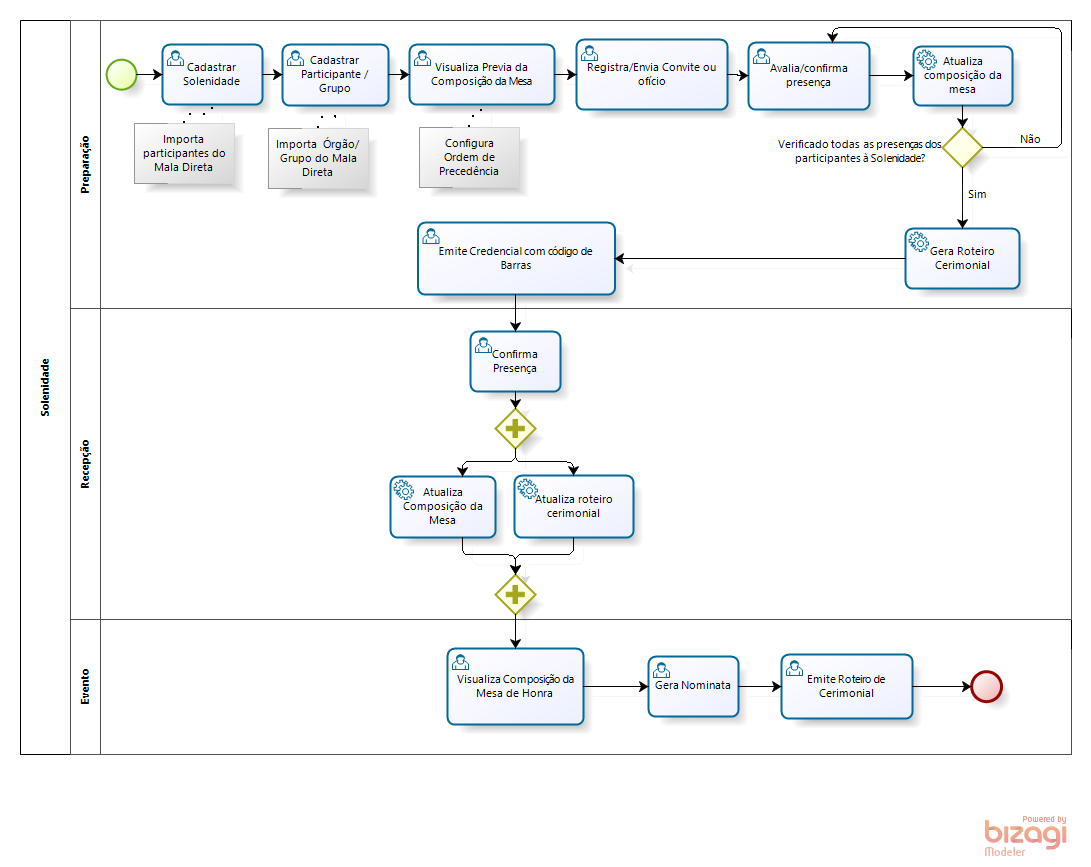 Solenidade
Preparação
Cadastrar
Solenidade
Cadastrar
Participante /
Grupo
Visualiza Previa da
Composição da Mesa
Registra/Envia Convite ou
ofício
Avalia/confirma
presença
Atualiza
composição da
mesa
Importa
participantes do
Mala Direta
Importa Órgão/
Grupo do Mala
Direta
Configura
Ordem de
Precedência
Verificado todas as presenças dos
participantes à Solenidade?
Não
Sim
Gera Roteiro
Cerimonial
Emite Credencial com código de
Barras
Recepção
Confirma
Presença
Atualiza
Composição da
Mesa
Atualiza roteiro
cerimonial
Evento
Visualiza Composição da
Mesa de Honra
Gera Nominata
Emite Roteiro de
Cerimonial
Powered by
bizagi
Modeler